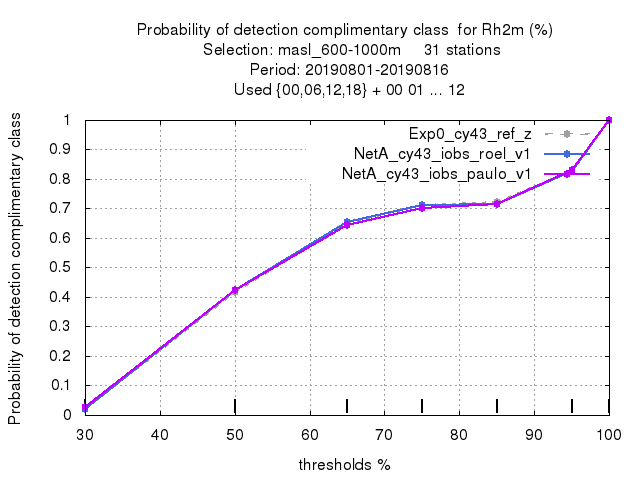 Probability of detection complimentary class  for Rh2m (%)
Selection: masl_600-1000m     31 stations
Period: 20190801-20190816
Used {00,06,12,18} + 00 01 ... 12
Exp0_cy43_ref_z
NetA_cy43_iobs_roel_v1
NetA_cy43_iobs_paulo_v1
Probability of detection complimentary class
1
0.9
0.8
0.7
0.6
0.5
0.4
0.3
0.2
0.1
0
30 40 50 60 70 80 90 100
thresholds %